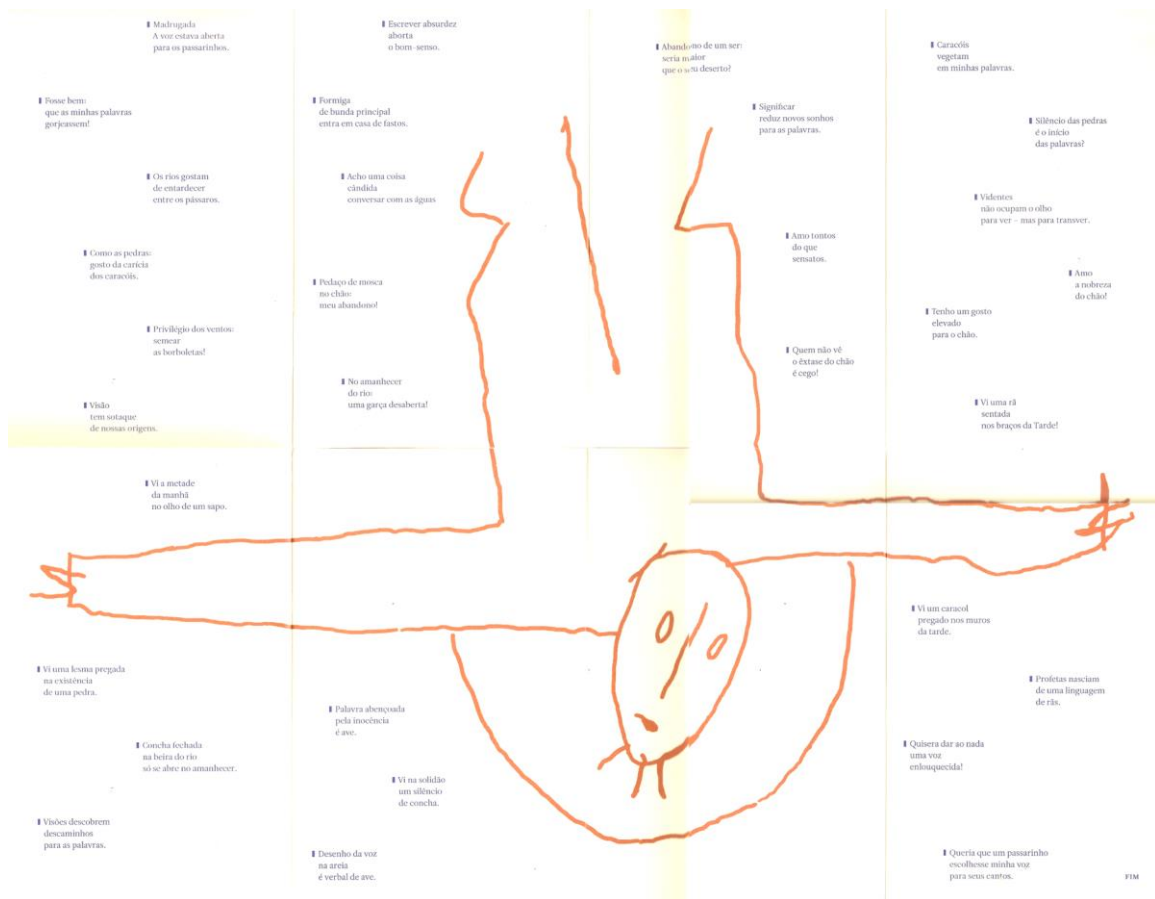 Madrugada
A voz estava aberta
para os passarinhos.
Fosse bem:
que as minhas palavras
gorjeassem!
Os rios gostam
de entardecer
entre os pássaros.
Como as pedras:
gosto da carícia
dos caracóis.
Privilégio dos ventos:
semear
as borboletas!
Visão
tem sotaque
de nossas origens.
Vi a metade
da manhã
no olho de um sapo.
Vi uma lesma pregada
na existência
de uma pedra.
Concha fechada
na beira do rio
só se abre no amanhecer.
Visões descobrem
descaminhos
para as palavras.
Escrever absurdez
aborta
o bom-senso.
Formiga
de bunda principal
entra em casa de fastos.
Acho uma coisa
cândida
conversar com as águas
Pedaço de mosca
no chão:
meu abandono!
No amanhecer
do rio:
uma garça desaberta!
Palavra abençoada
pela inocência
é ave.
Vi na solidão
um silêncio
de concha.
Desenho da voz
na areia
é verbal de ave.
Abandono de um ser:
seria maior
que o seu deserto?
Significar
reduz novos sonhos
para as palavras.
Amo tontos
do que
sensatos.
Quem não vê
o êxtase do chão
é cego!
Caracóis
vegetam
em minhas palavras.
Silêncio das pedras
é o início
das palavras?
Videntes
não ocupam o olho
para ver – mas para transver.
Amo
a nobreza
do chão!
Tenho um gosto
elevado
para o chão.
Vi uma rã
sentada
nos braços da Tarde!
Vi um caracol
pregado nos muros
da tarde.
Profetas nasciam
de uma linguagem
de rãs.
Quisera dar ao nada
uma voz
enlouquecida!
Queria que um passarinho
escolhesse minha voz
para seus cantos.
FIM